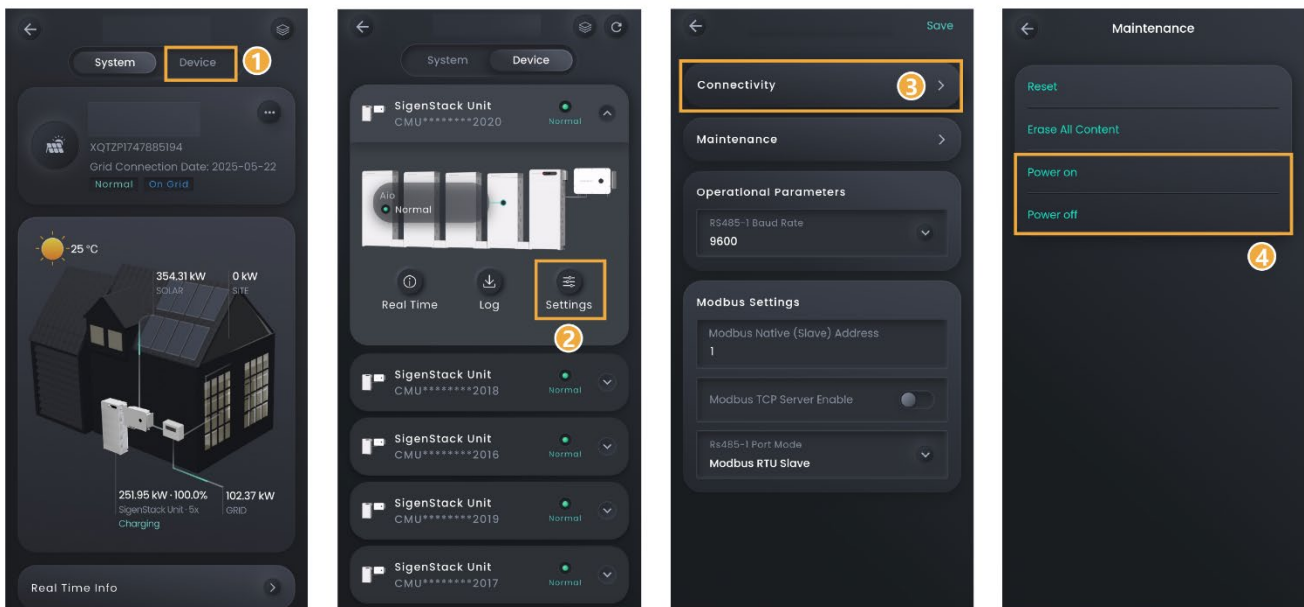 System Device
1
XQTZP1747885194
Grid Connection Date: 2025-05-22
Normal On Grid
25 °C
354.31 kW 0 kW
SOLAR SITE
251.95 kW · 100.0% 102.37 kW
SigenStack Unit · 5x GRID
Charging
Real Time Info
System Device
SigenStack Unit
CMU********2020 Normal
Aio
Normal
Real Time Log Settings
2
SigenStack Unit
CMU********2018 Normal
SigenStack Unit
CMU********2016 Normal
SigenStack Unit
CMU********2019 Normal
SigenStack Unit
CMU********2017 Normal
Save
Connectivity 3
Maintenance
Operational Parameters
RS485-1 Baud Rate
9600
Modbus Settings
Modbus Native (Slave) Address
1
Modbus TCP Server Enable
Rs485-1 Port Mode
Modbus RTU Slave
Maintenance
Reset
Erase All Content
Power on
Power off
4